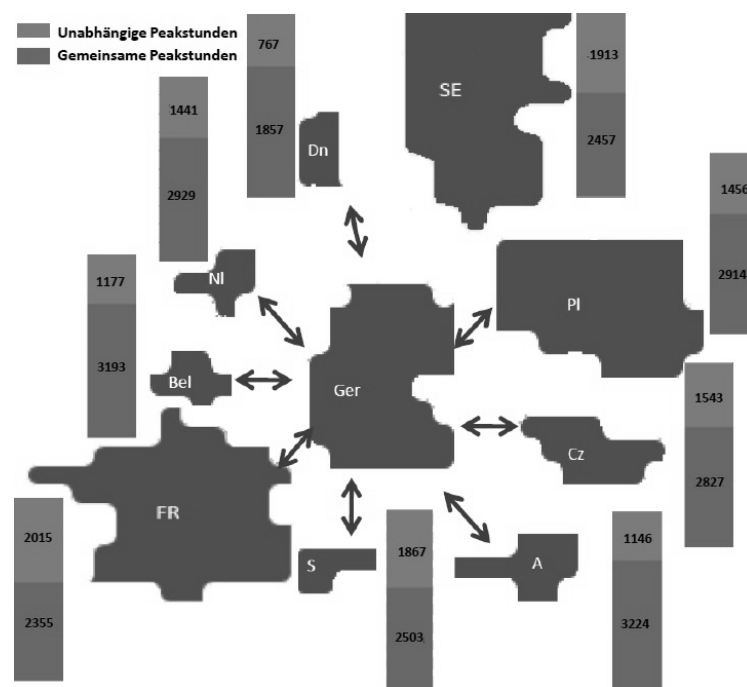 Unabhängige Peakstunden
Gemeinsame Peakstunden
767
1857
1913
2457
SE
1441
2929
Dn
1456
2914
Nl
1177
3193
Pl
Bel
Ger
1543
2827
Cz
FR
2015
2355
S
1867
2503
A
1146
3224